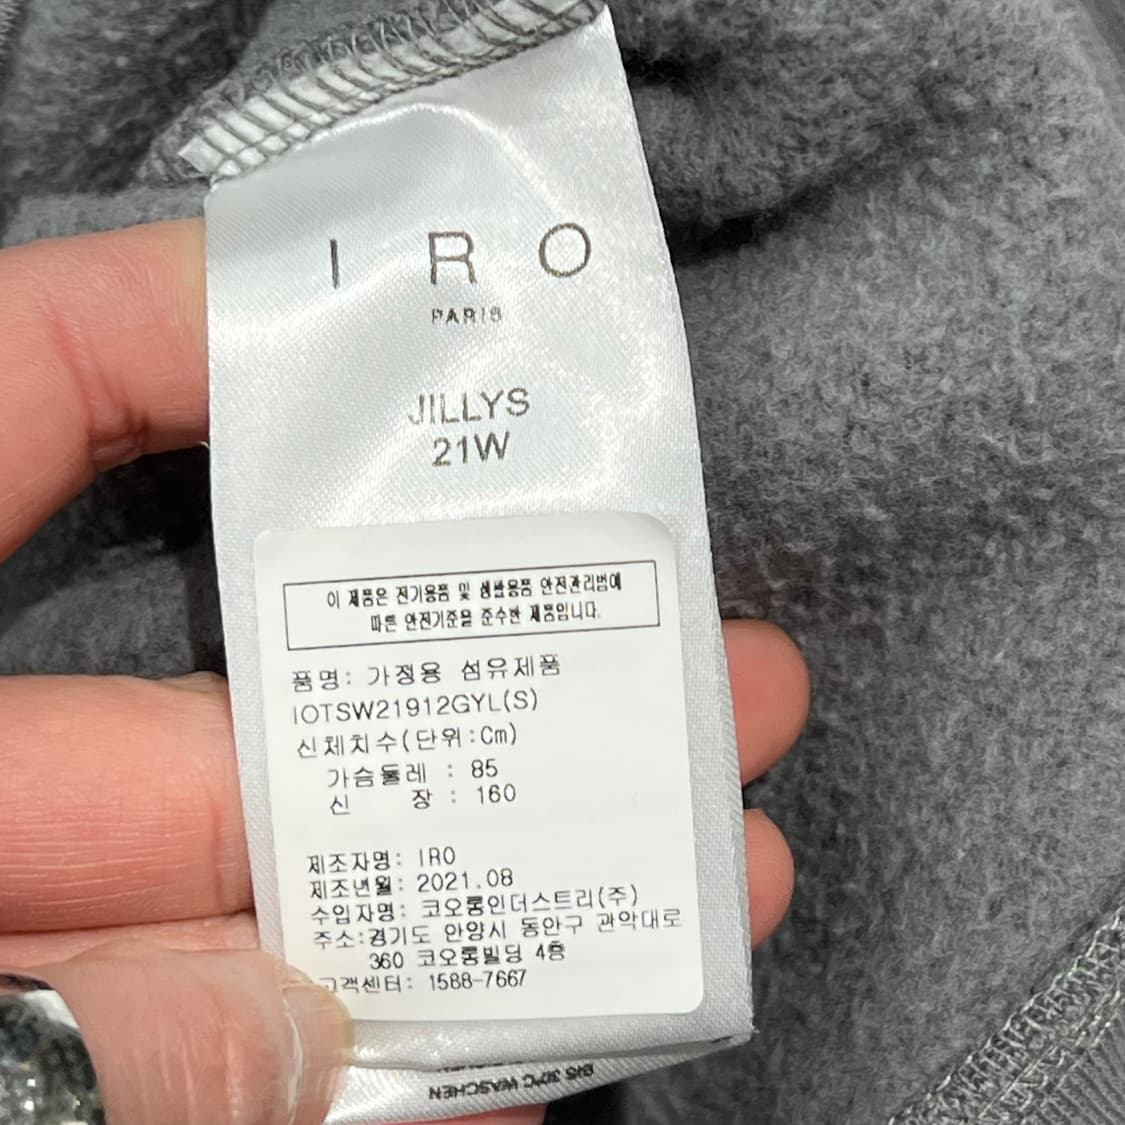 I R O
PARIS
JILLYS
21W
이 제품은 전기용품 및 생활용품 안전관리법에
따른 안전기준을 준수한 제품입니다.
품명: 가정용 섬유제품
IOTSW21912GYL(S)
신체치수(단위:Cm)
가슴둘레 : 85
신 장 : 160
제조자명: IRO
제조년월: 2021.08
수입자명: 코오롱인더스트리(주)
주소:경기도 안양시 동안구 관악대로
360 코오롱빌딩 4층
고객센터: 1588-7667
BIS 30°C WASCHEN